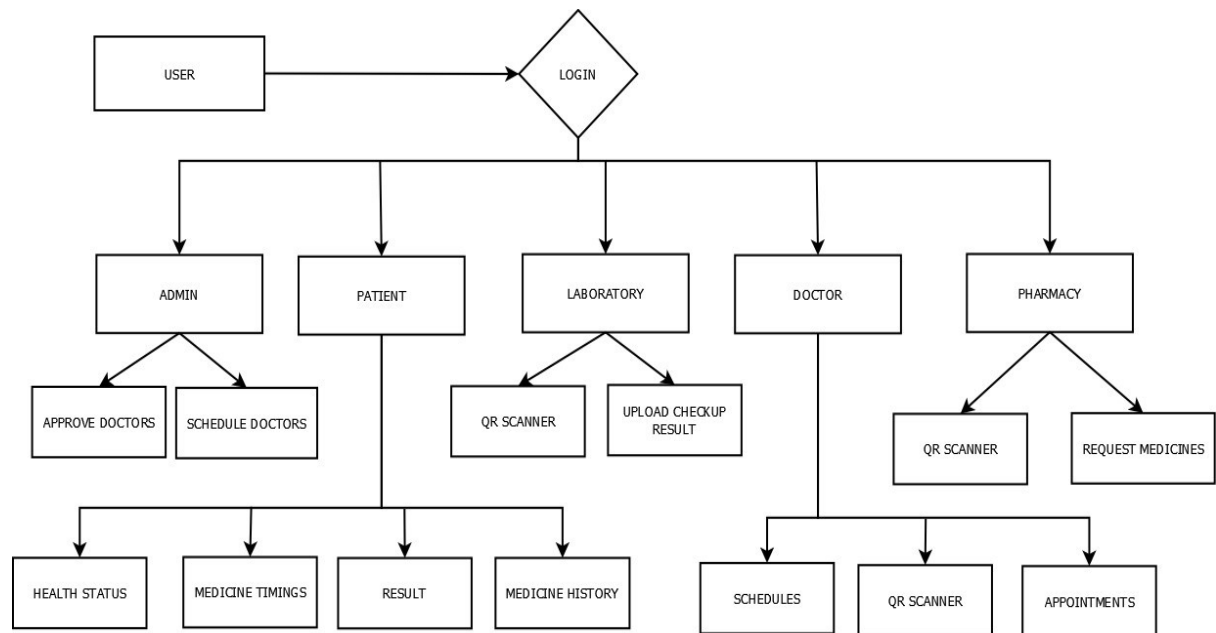 USER
LOGIN
ADMIN
PATIENT
LABORATORY
DOCTOR
PHARMACY
APPROVE DOCTORS
SCHEDULE DOCTORS
QR SCANNER
UPLOAD CHECKUP
RESULT
QR SCANNER
REQUEST MEDICINES
HEALTH STATUS
MEDICINE TIMINGS
RESULT
MEDICINE HISTORY
SCHEDULES
QR SCANNER
APPOINTMENTS